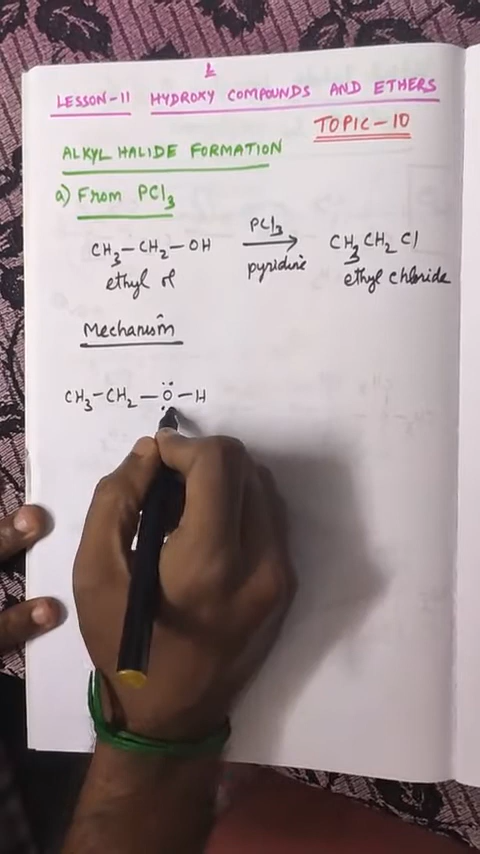 LESSON-11 HYDROXY COMPOUNDS AND ETHERS
TOPIC-10
ALKYL HALIDE FORMATION
a) From PCl3
CH3-CH2-OH PCl3 CH3CH2Cl
ethyl ol pyridine ethyl chloride
Mechanism
CH3-CH2-Ö-H